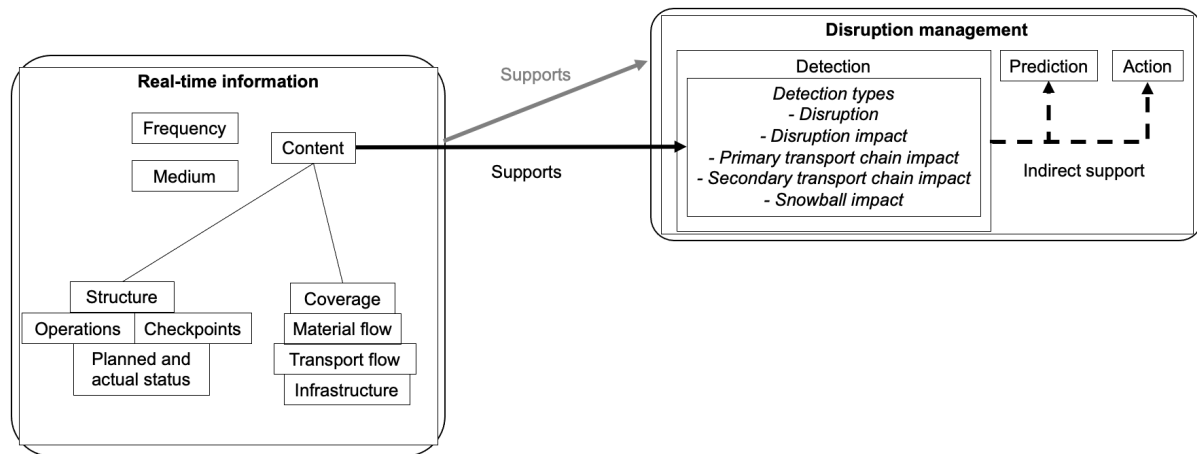 Real-time information
Frequency
Medium
Content
Structure
Operations
Checkpoints
Planned and
actual status
Coverage
Material flow
Transport flow
Infrastructure
Supports
Supports
Disruption management
Detection
Detection types
- Disruption
- Disruption impact
- Primary transport chain impact
- Secondary transport chain impact
- Snowball impact
Prediction
Action
Indirect support